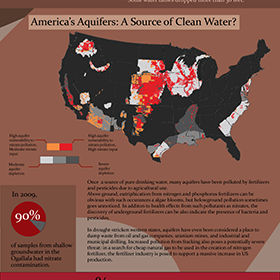 Some water tables dropped more than 30 feet.
America's Aquifers: A Source of Clean Water?
High aquifer
vulnerability to
nitrate pollution,
Moderate nitrate
input
High aquifer
vulnerability to
nitrate pollution,
High nitrate input
Moderate
aquifer
depletion
Severe
aquifer
depletion
Once a source of pure drinking water, many aquifers have been polluted by fertilizers
and pesticides due to agricultural use.
Above ground, eutrophication from nitrogen and phosphorus fertilizers can be
obvious with such occurences a algae blooms, but belowground pollution sometimes
goes unnoticed. In addition to health effects from such pollutants as nitrates, the
discovery of underground fertilizers can be also indicate the presence of bacteria and
pesticides.
In drought-stricken western states, aquifers have even been considered a place to
dump waste from oil and gas companies, uranium mines, and industrial and
municipal drilling. Increased pollution from fracking also poses a potentially severe
threat: in a search for cheap natural gas to be used in the creation of nitrogen
fertilizer, the fertilizer industry is poised to support a massive increase in US
production.
In 2009,
90%
of samples from shallow
groundwater in the
Ogallala had nitrate
contamination.